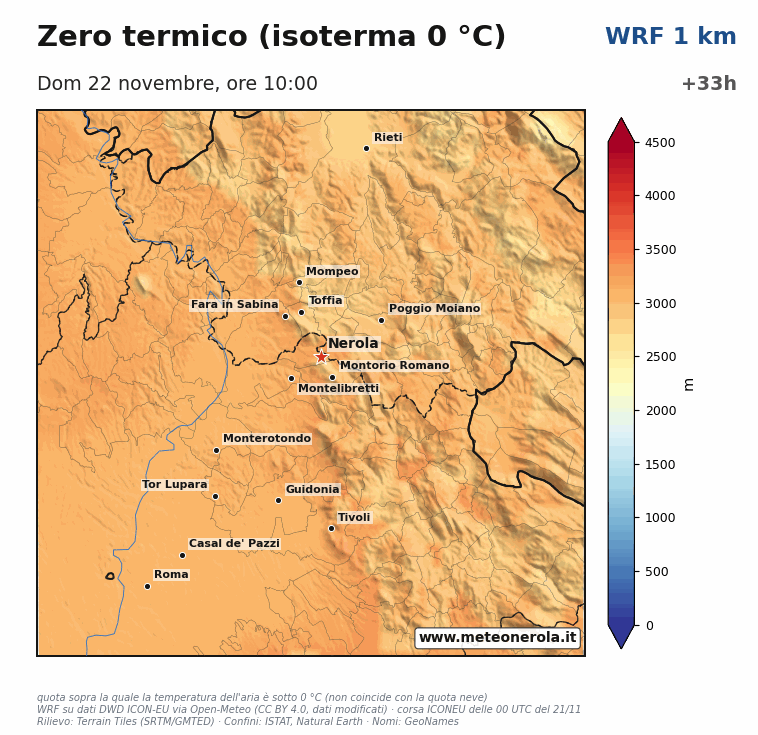 Zero termico (isoterma 0 °C)
WRF 1 km
Dom 22 novembre, ore 10:00
+33h
Rieti
Mompeo
Fara in Sabina
Toffia
Poggio Moiano
Nerola
Montorio Romano
Montelibretti
Monterotondo
Tor Lupara
Guidonia
Tivoli
Casal de' Pazzi
Roma
www.meteonerola.it
4500
4000
3500
3000
2500
2000
1500
1000
500
0
m
quota sopra la quale la temperatura dell'aria è sotto 0 °C (non coincide con la quota neve)
WRF su dati DWD ICON-EU via Open-Meteo (CC BY 4.0, dati modificati) · corsa ICONEU delle 00 UTC del 21/11
Rilievo: Terrain Tiles (SRTM/GMTED) · Confini: ISTAT, Natural Earth · Nomi: GeoNames